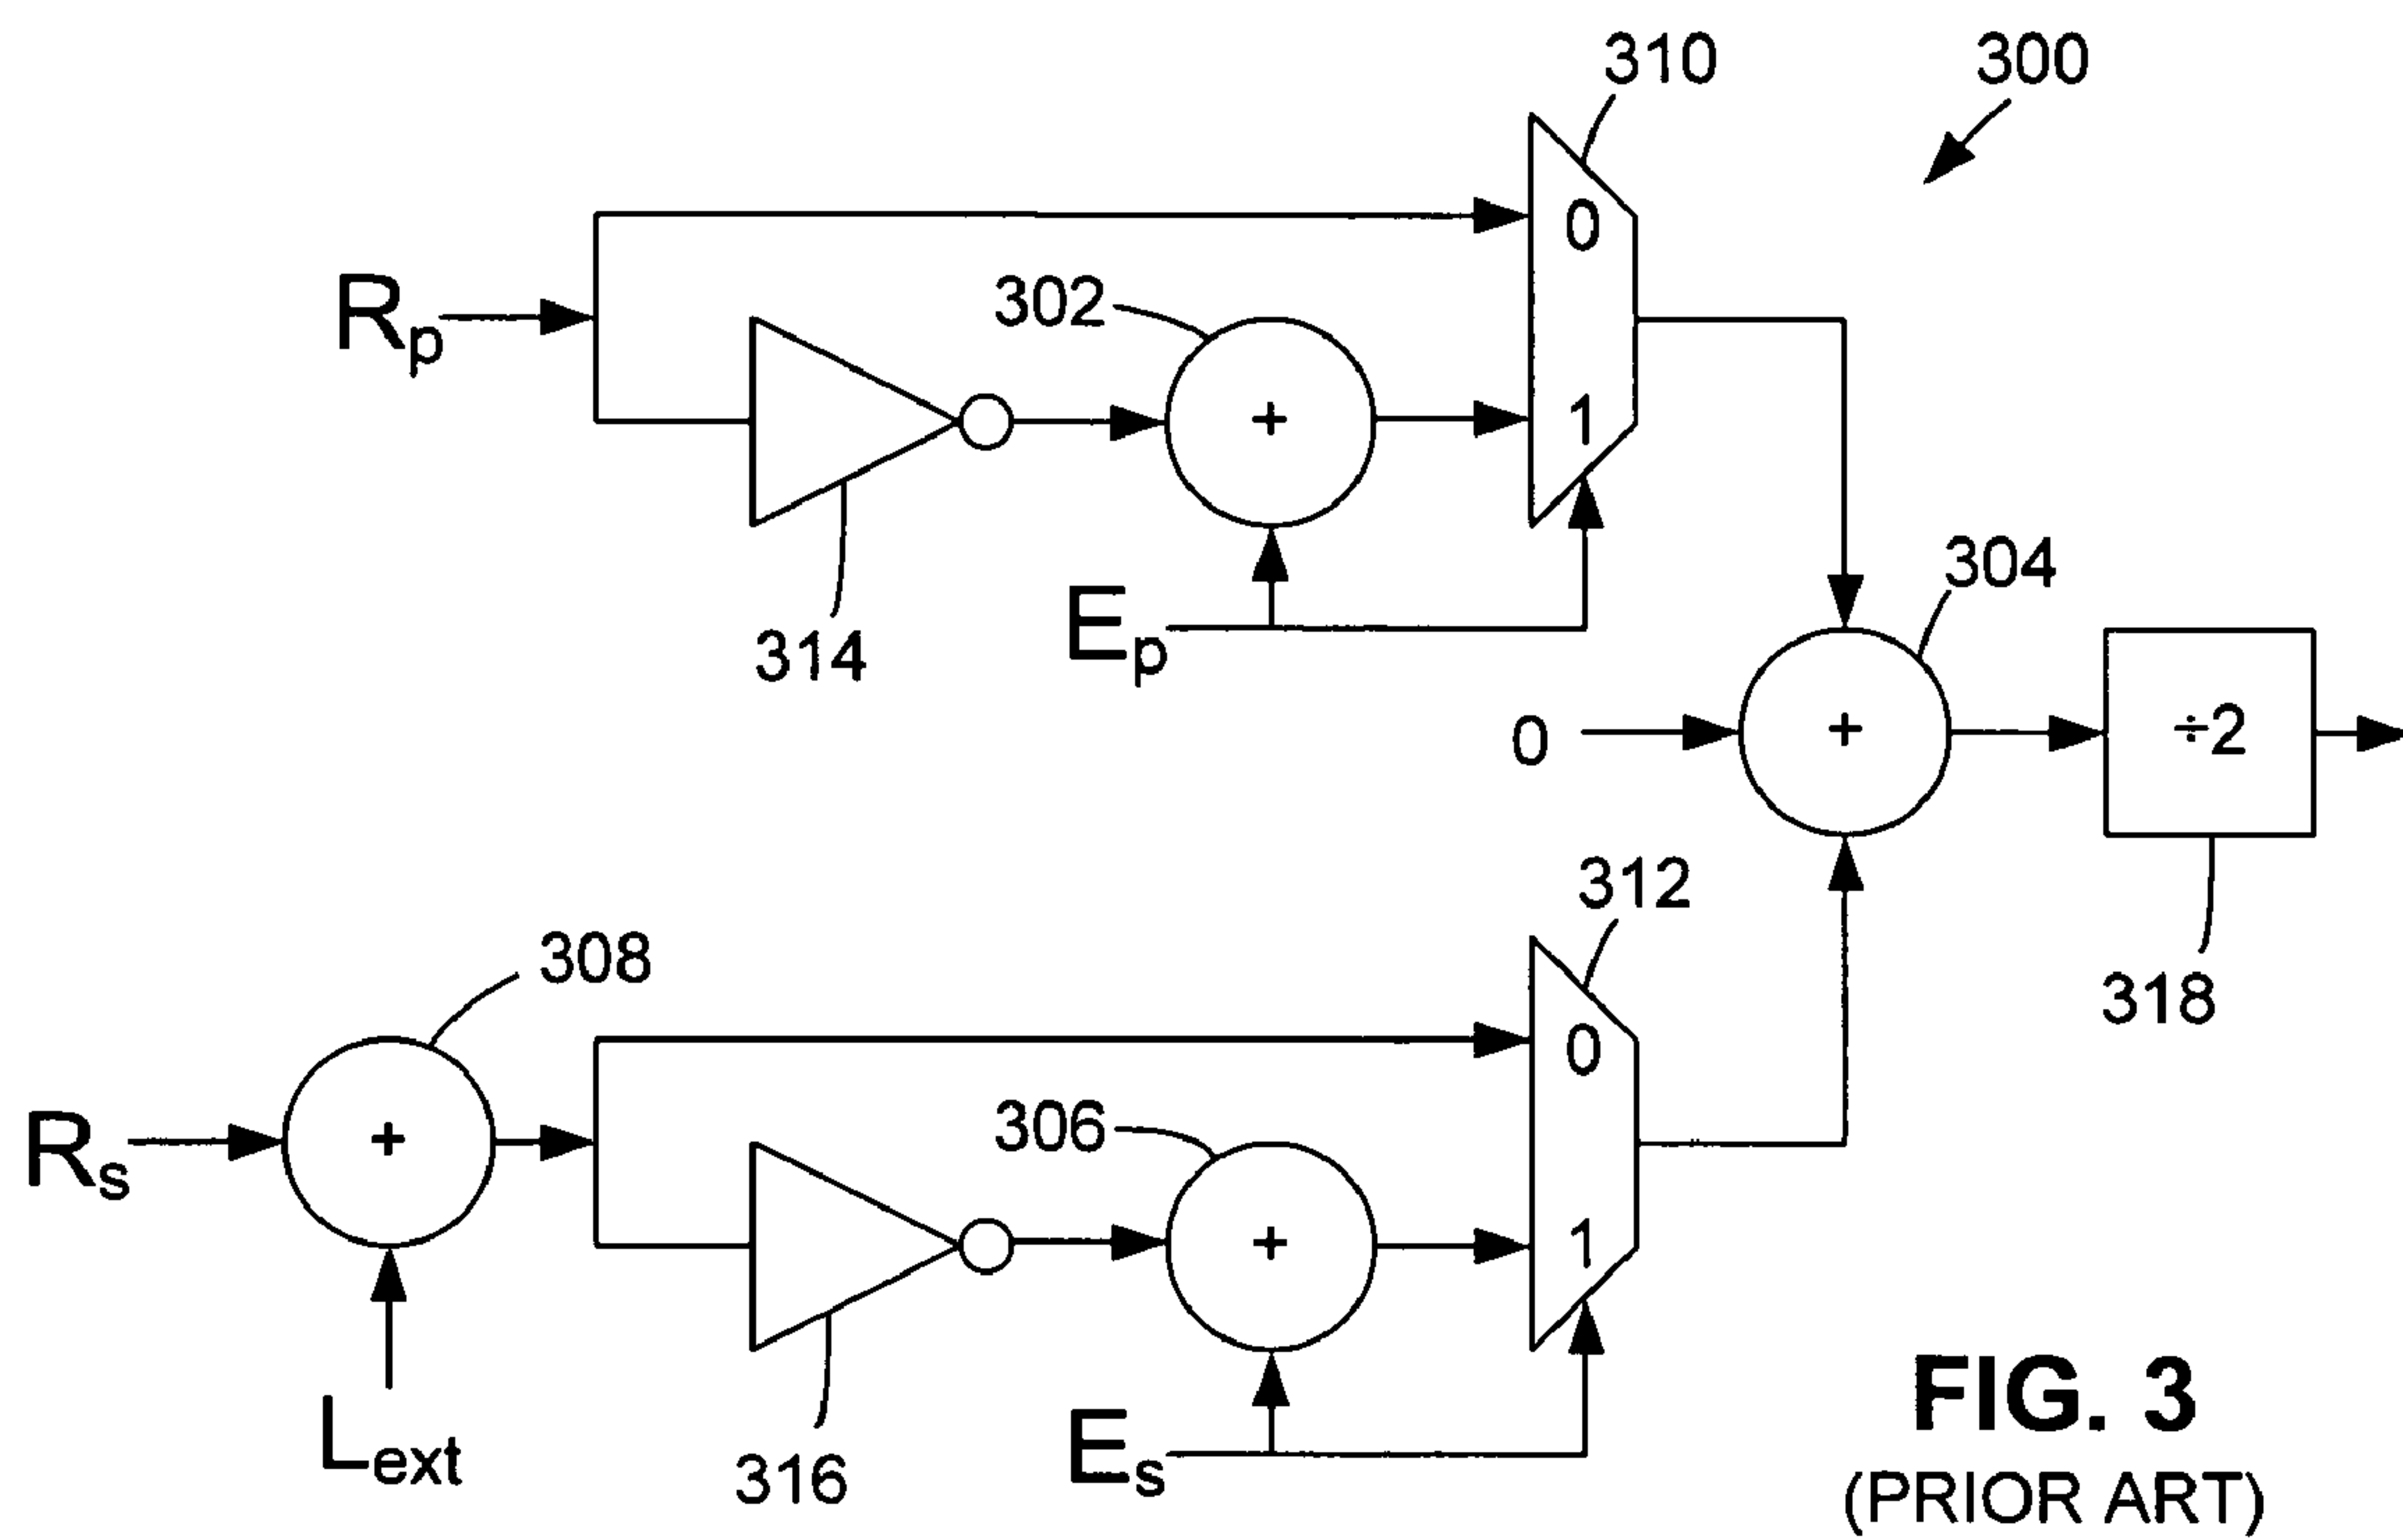 310
300
0
302
Rp
+
1
304
314
Ep
0
+
÷2
312
308
318
0
306
Rs
+
+
1
Lext
316
Es
FIG. 3
(PRIOR ART)